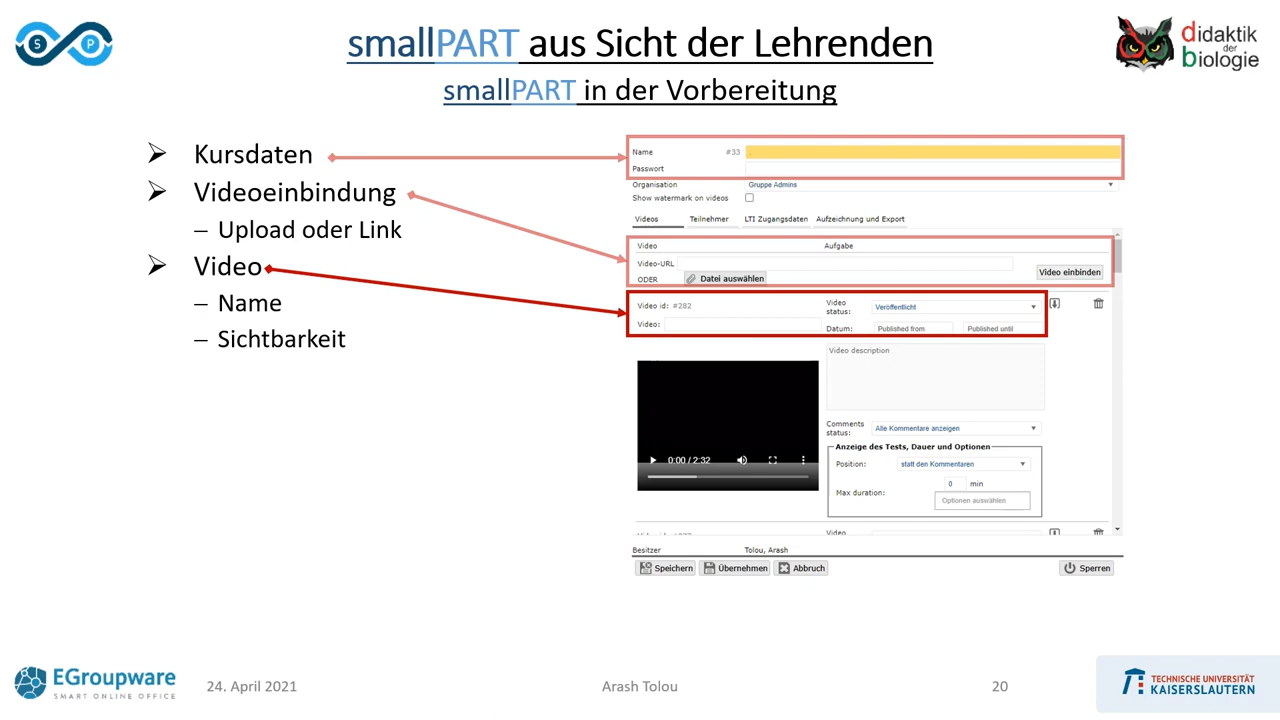 S P
smallPART aus Sicht der Lehrenden
didaktik
der
biologie
smallPART in der Vorbereitung
➢ Kursdaten
➢ Videoeinbindung
– Upload oder Link
➢ Video
– Name
– Sichtbarkeit
Name #33
Passwort
Organisation Gruppe Admins
Show watermark on videos
Videos Teilnehmer LTI Zugangsdaten Aufzeichnung und Export
Video Aufgabe
Video-URL
ODER Datei auswählen Video einbinden
Video id: #282 Video status: Veröffentlicht
Video: Datum: Published from Published until
Video description
Comments status: Alle Kommentare anzeigen
Anzeige des Tests, Dauer und Optionen
0:00 / 2:32
Position: statt den Kommentaren
Max duration: 0 min
Optionen auswählen
Video
Besitzer Tolou, Arash
Speichern Übernehmen Abbruch Sperren
EGroupware
SMART ONLINE OFFICE
24. April 2021 Arash Tolou 20
TECHNISCHE UNIVERSITÄT
KAISERSLAUTERN